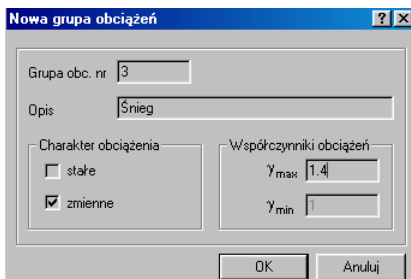 Nowa grupa obciążeń
Grupa obc. nr 3
Opis Śnieg
Charakter obciążenia
stałe
zmienne
Współczynniki obciążeń
γmax 1.4
γmin 1
OK Anuluj